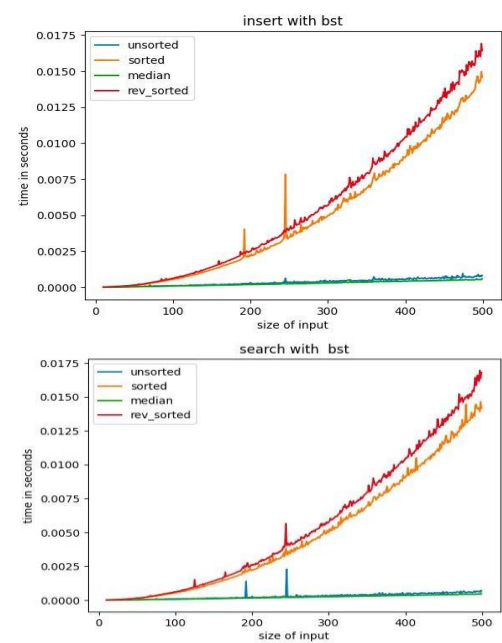 insert with bst
0.0175
0.0150
0.0125
0.0100
0.0075
0.0050
0.0025
0.0000
time in seconds
unsorted
sorted
median
rev_sorted
0 100 200 300 400 500
size of input
search with bst
0.0175
0.0150
0.0125
0.0100
0.0075
0.0050
0.0025
0.0000
time in seconds
unsorted
sorted
median
rev_sorted
0 100 200 300 400 500
size of input